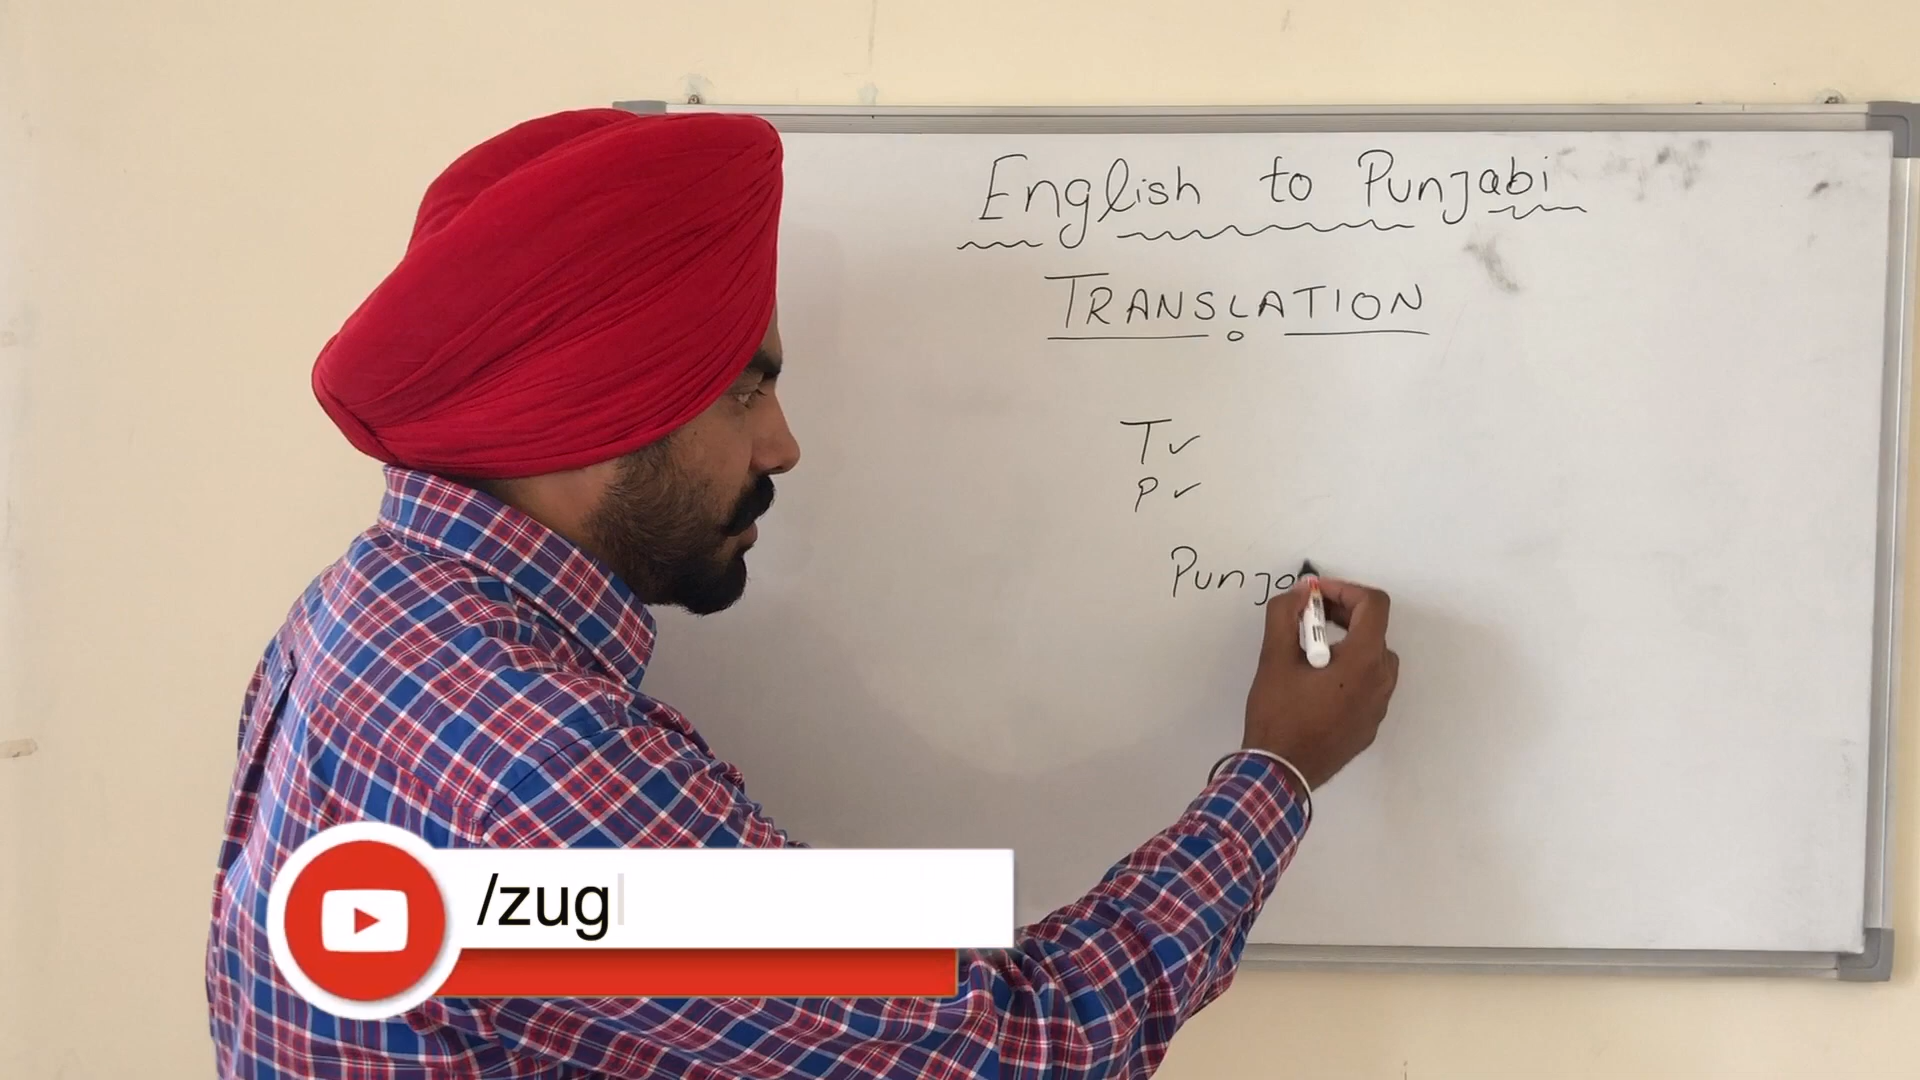 English to Punjabi
TRANSLATION
T✓
P✓
Punja
/zug